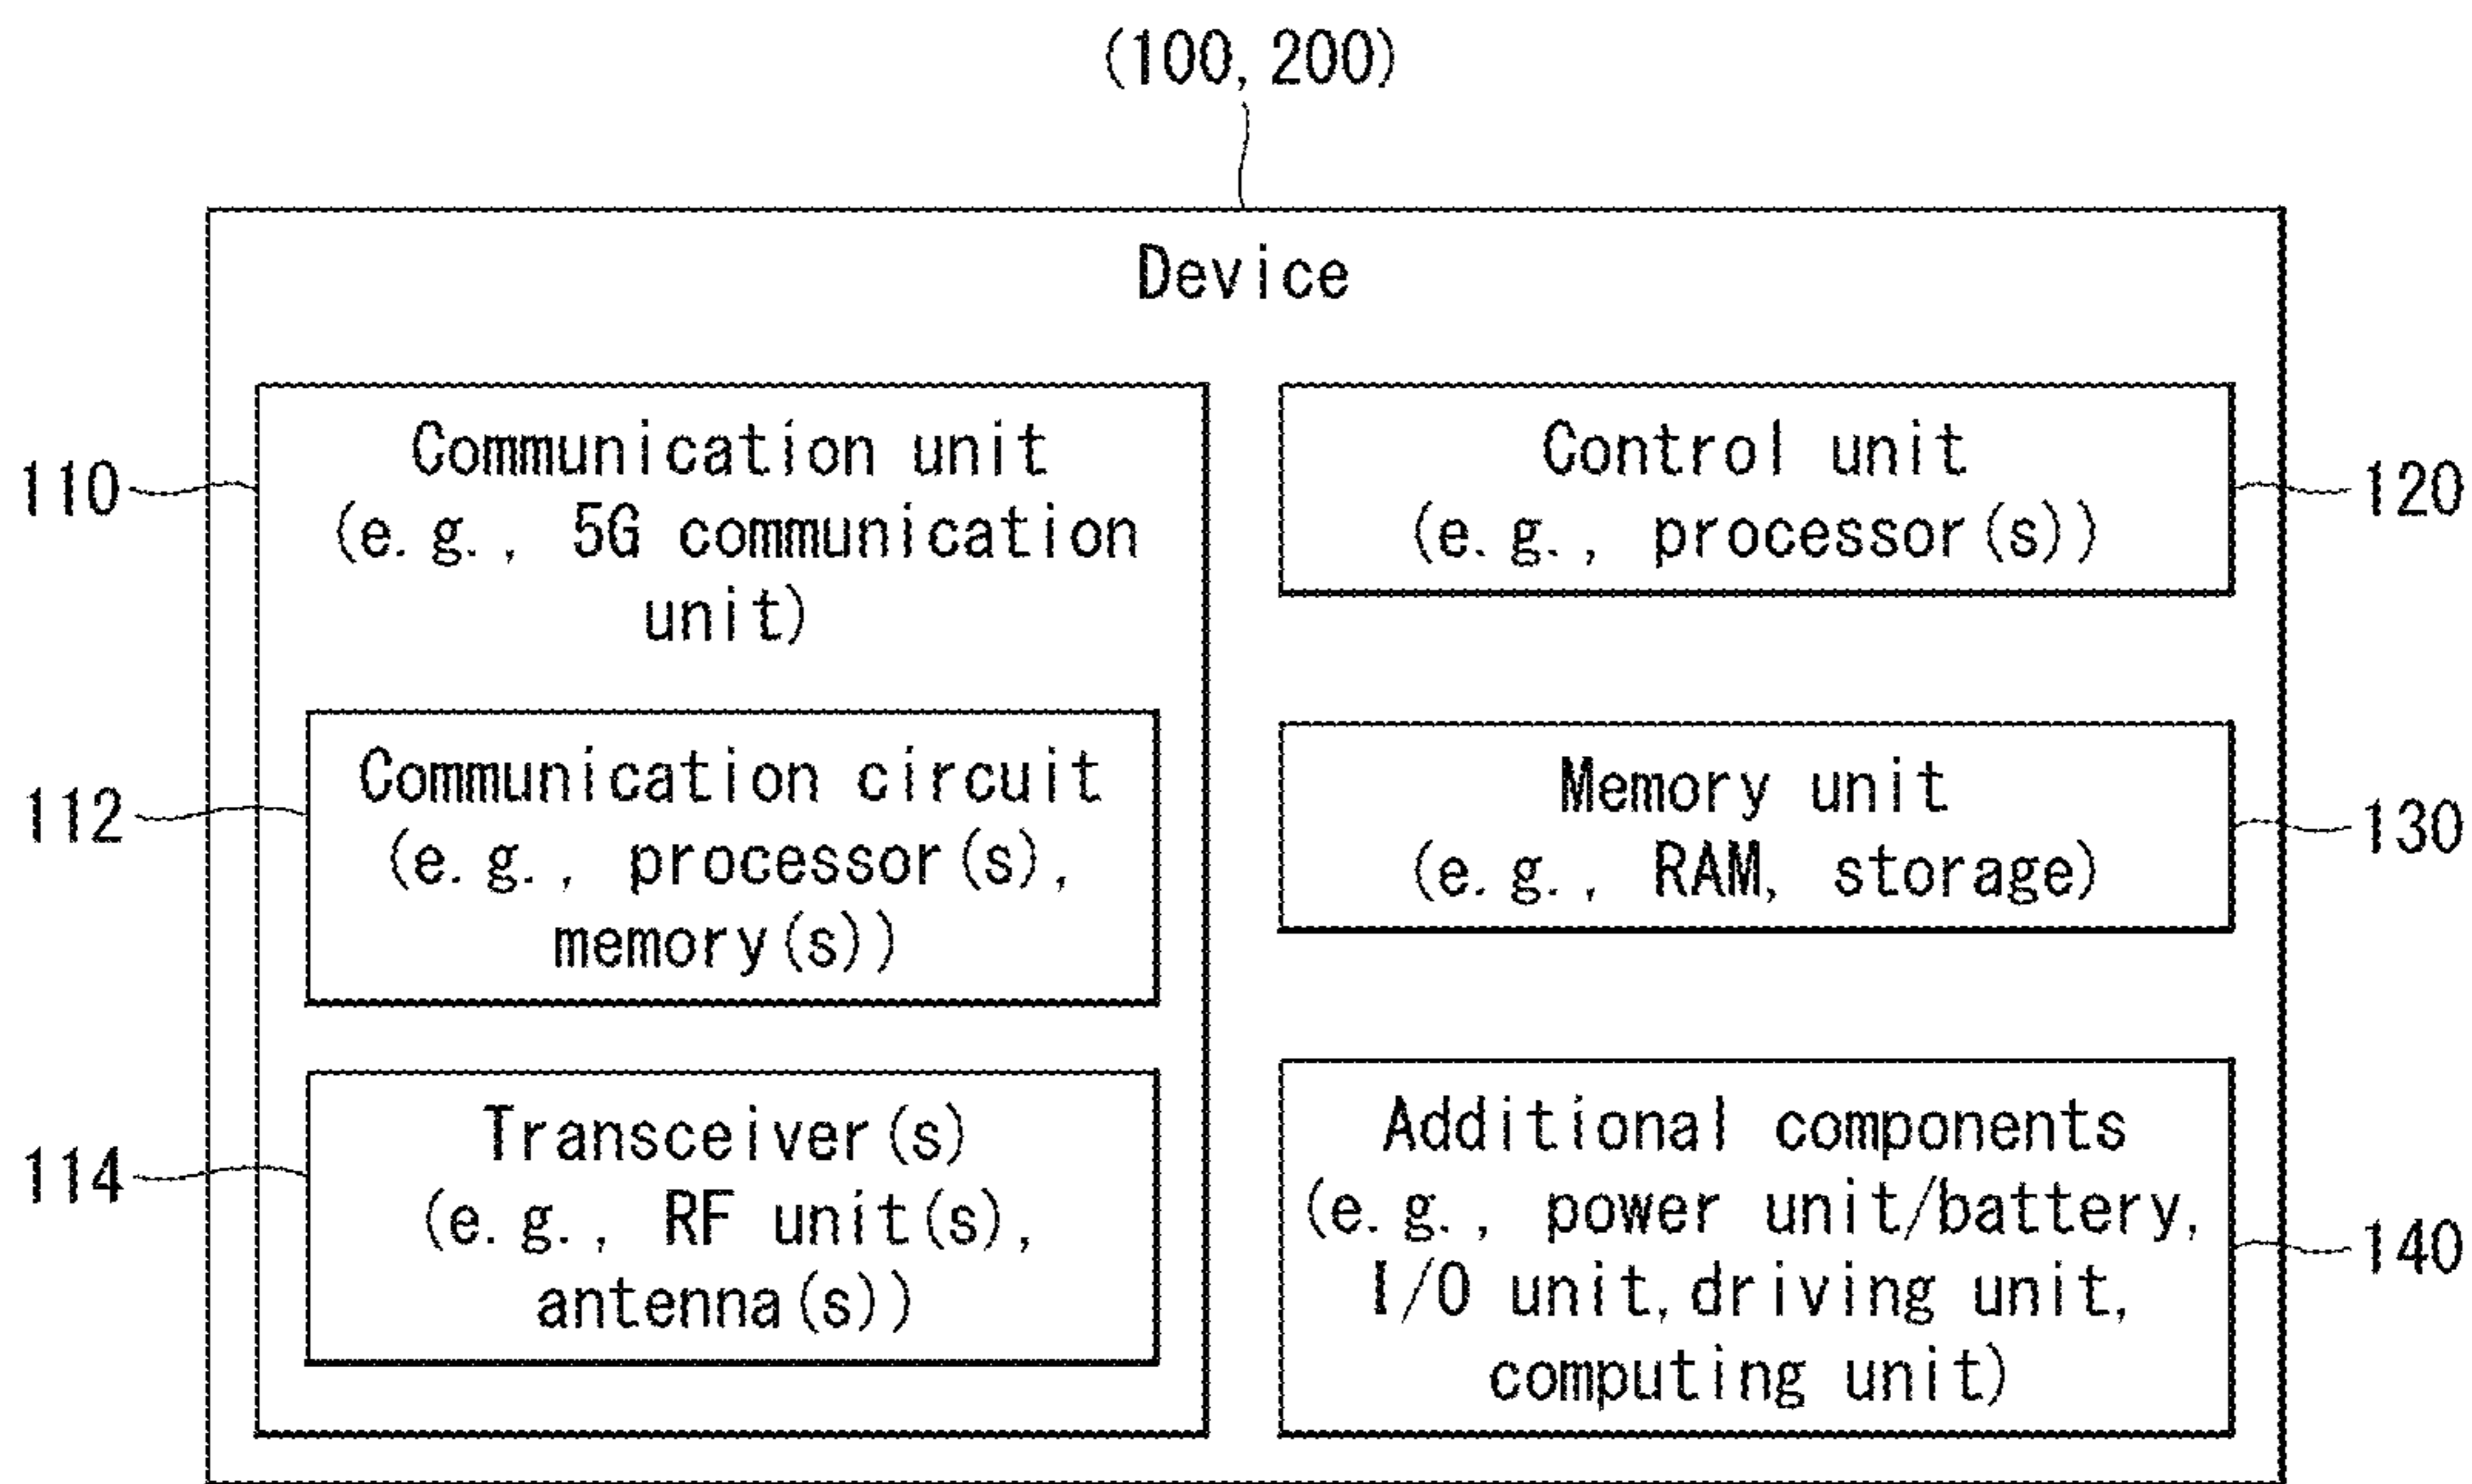 (100, 200)
Device
110
Communication unit
(e.g., 5G communication
unit)
112
Communication circuit
(e.g., processor(s),
memory(s))
114
Transceiver(s)
(e.g., RF unit(s),
antenna(s))
Control unit
(e.g., processor(s))
120
Memory unit
(e.g., RAM, storage)
130
Additional components
(e.g., power unit/battery,
I/O unit, driving unit,
computing unit)
140